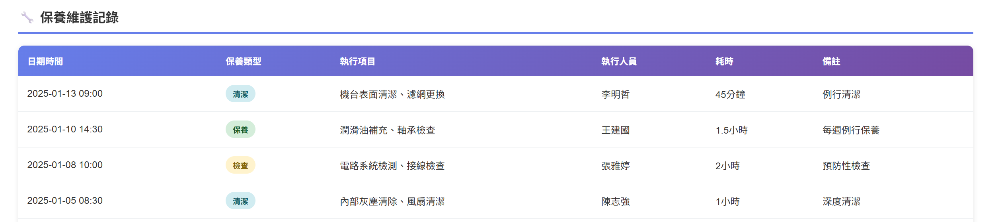 保養維護記錄
日期時間 保養類型 執行項目 執行人員 耗時 備註
2025-01-13 09:00 清潔 機台表面清潔、濾網更換 李明哲 45分鐘 例行清潔
2025-01-10 14:30 保養 潤滑油補充、軸承檢查 王建國 1.5小時 每週例行保養
2025-01-08 10:00 檢查 電路系統檢測、接線檢查 張雅婷 2小時 預防性檢查
2025-01-05 08:30 清潔 內部灰塵清除、風扇清潔 陳志強 1小時 深度清潔